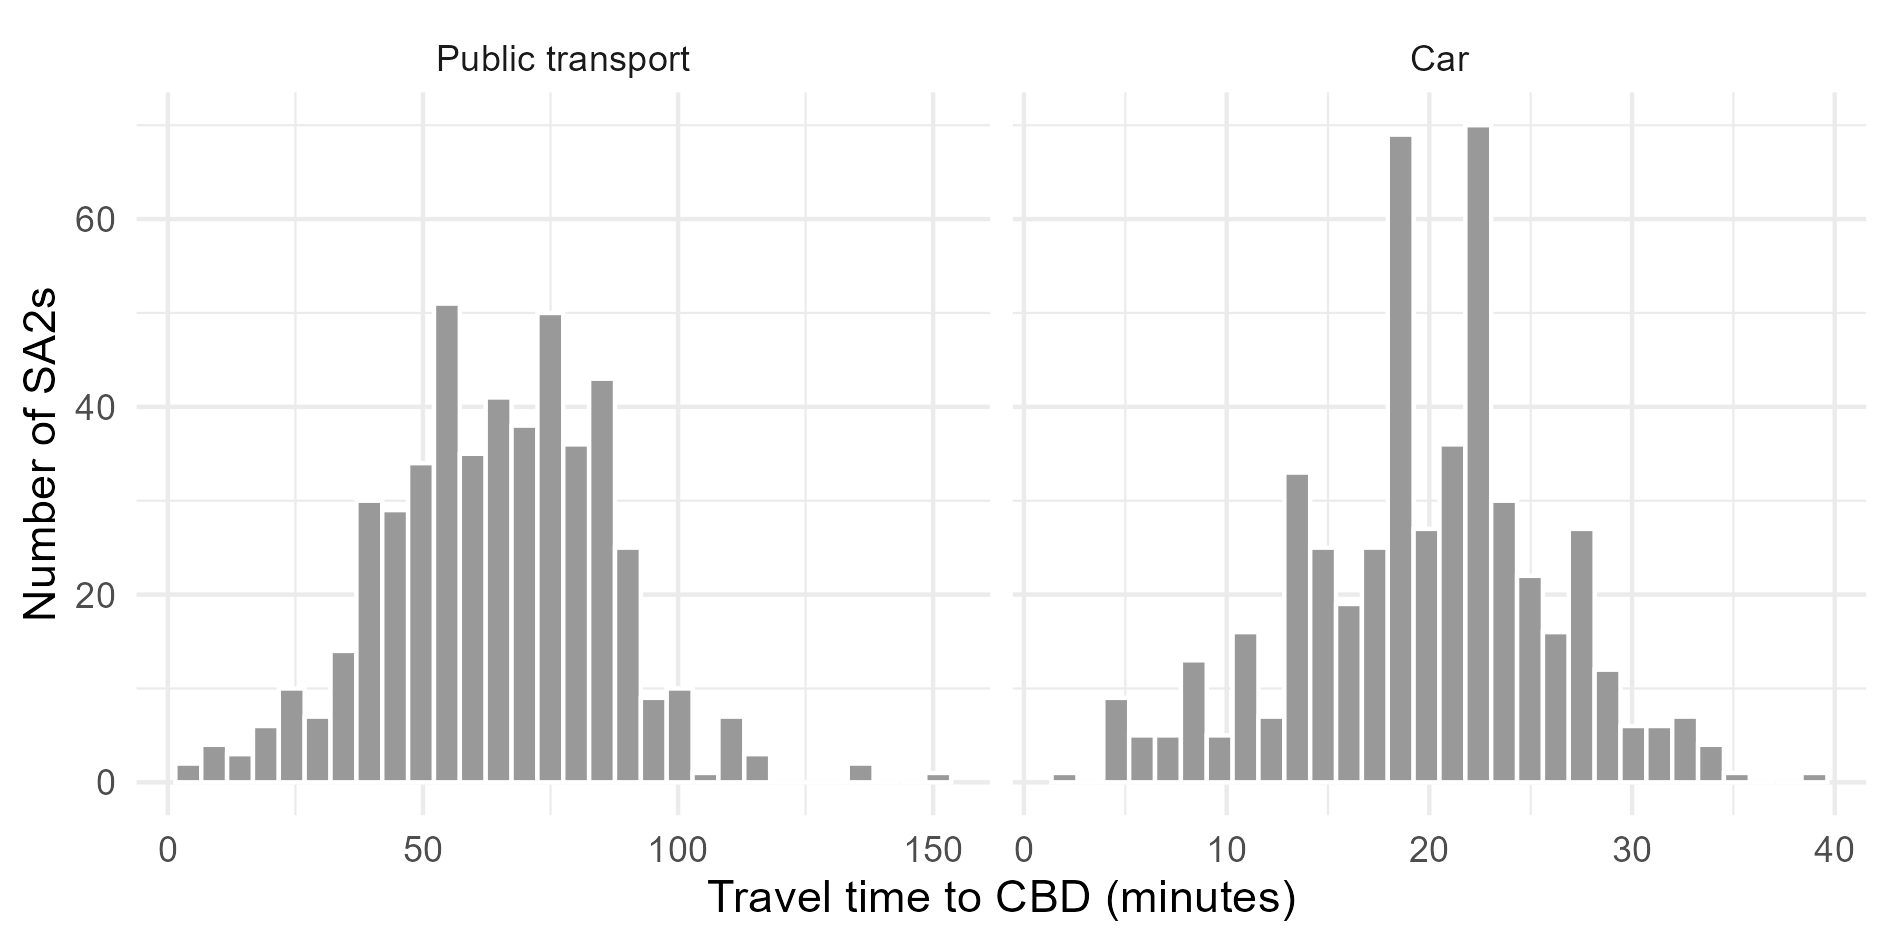 Public transport
Car
Number of SA2s
60
40
20
0
0 50 100 150
0 10 20 30 40
Travel time to CBD (minutes)